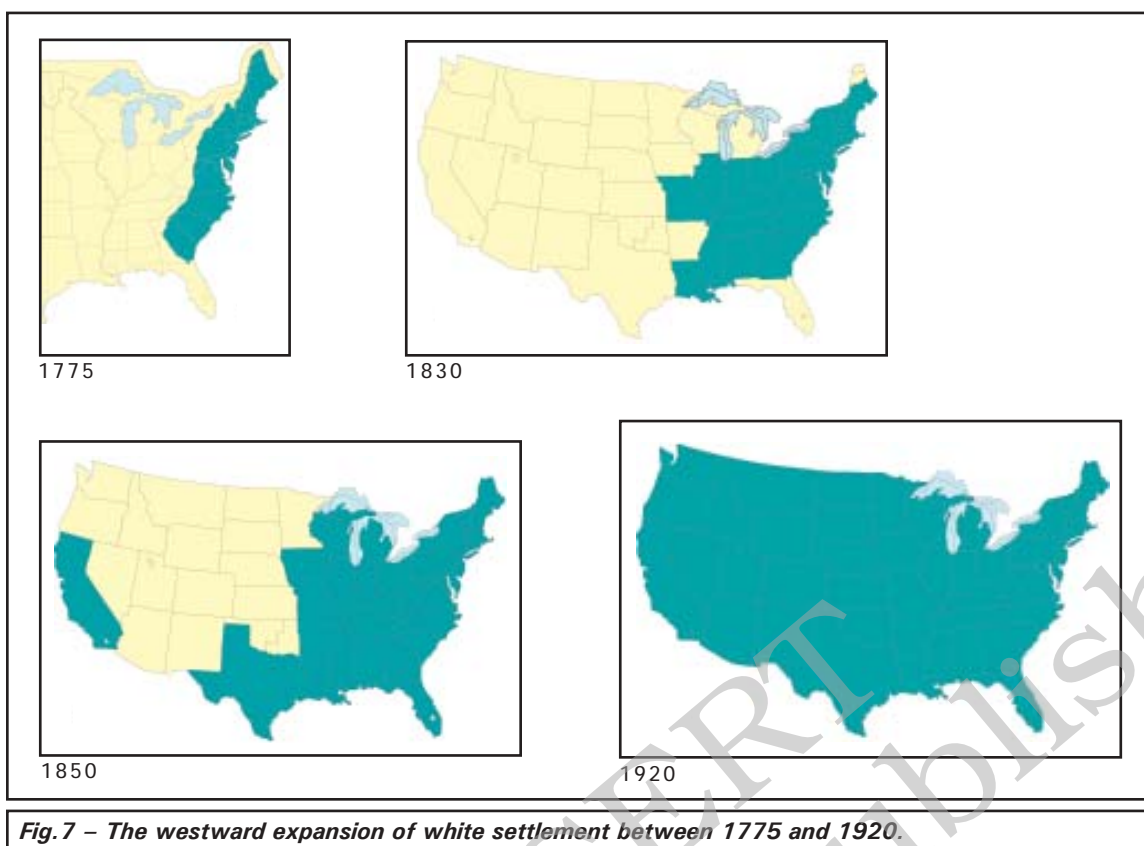 1775
1830
1850
1920
Fig.7 – The westward expansion of white settlement between 1775 and 1920.